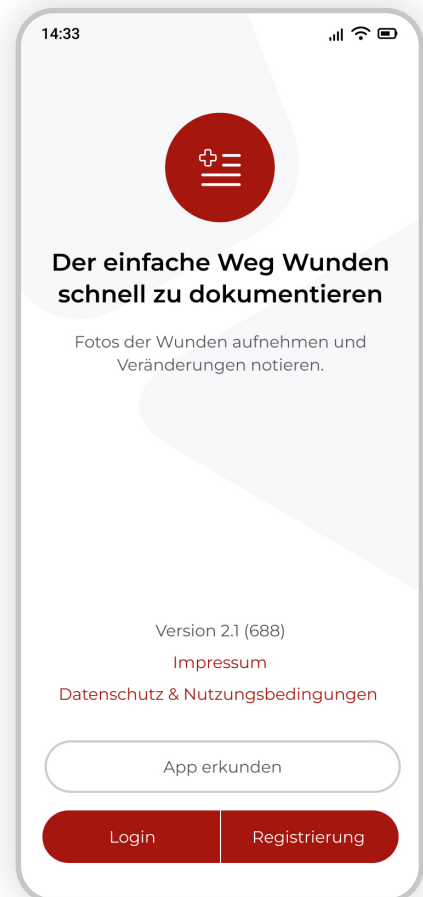 14:33
Der einfache Weg Wunden
schnell zu dokumentieren
Fotos der Wunden aufnehmen und
Veränderungen notieren.
Version 2.1 (688)
Impressum
Datenschutz & Nutzungsbedingungen
App erkunden
Login Registrierung